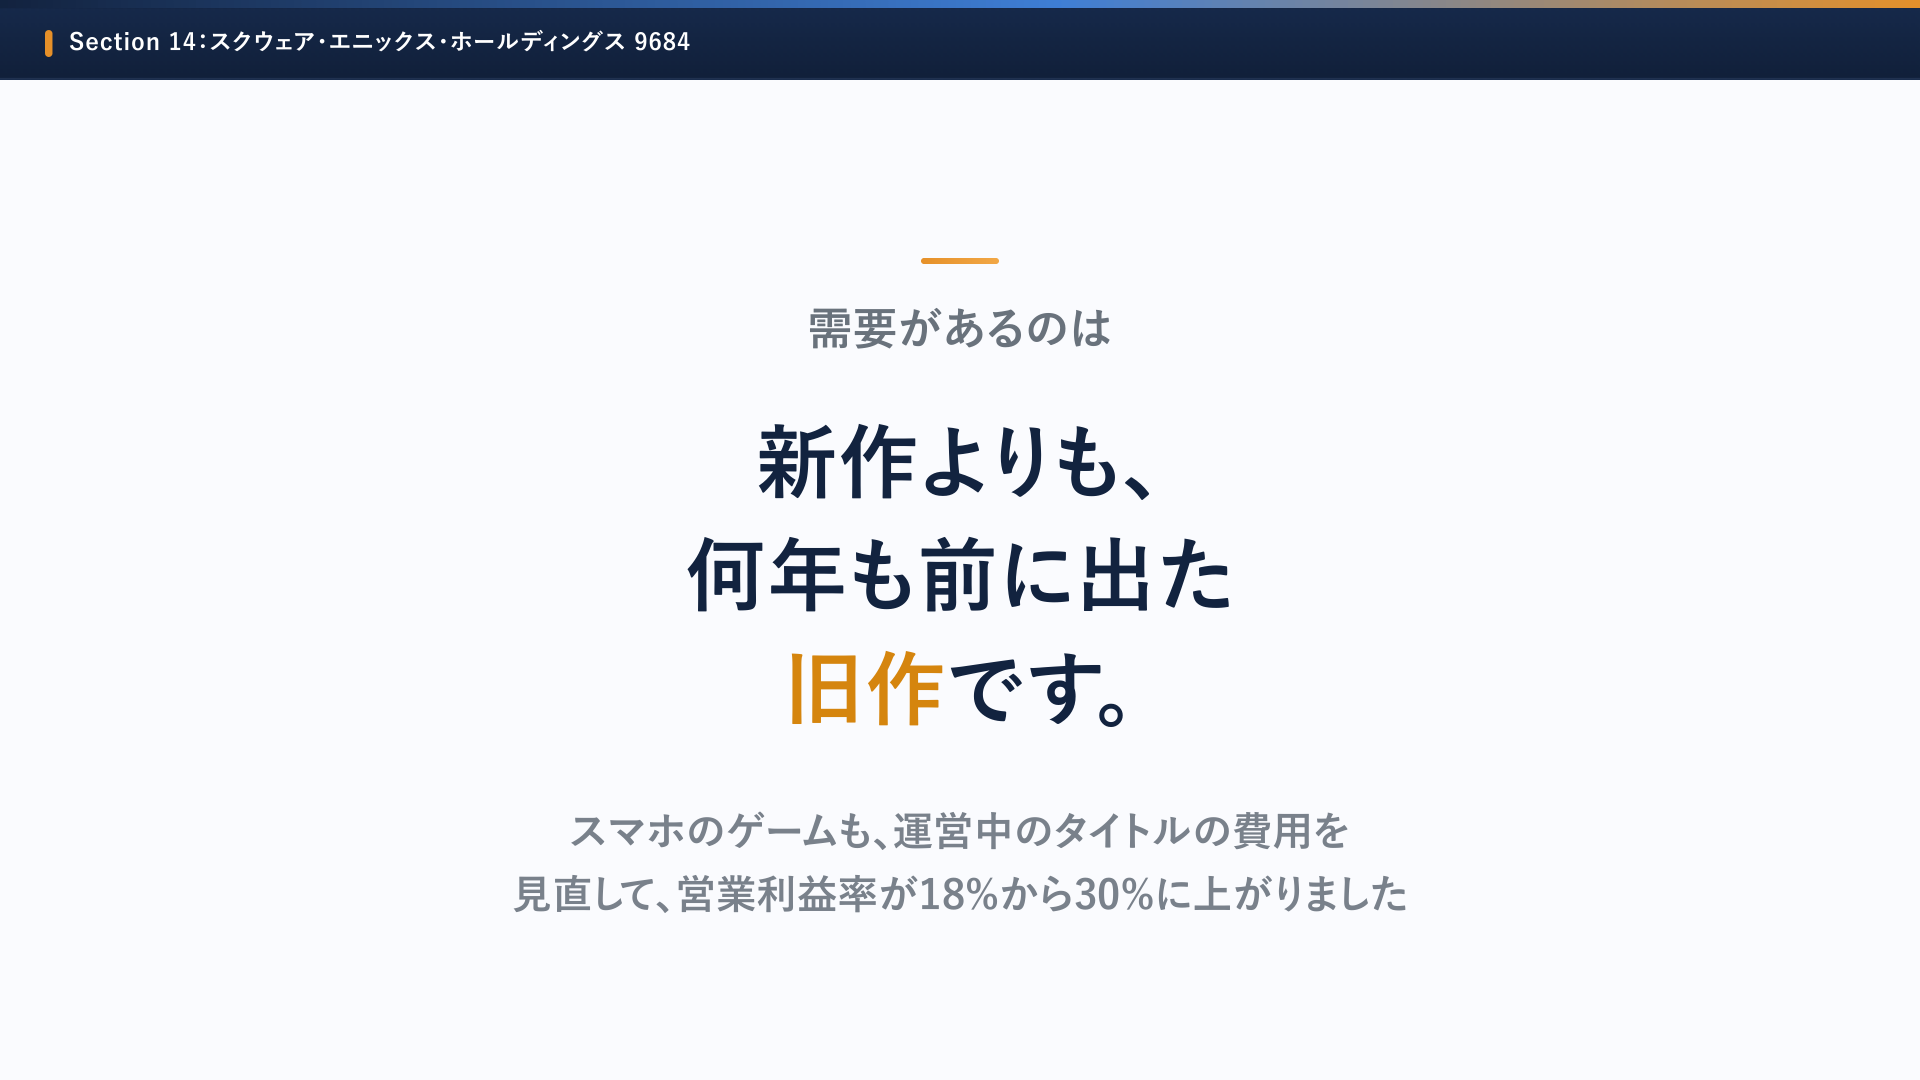 Section 14：スクウェア・エニックス・ホールディングス 9684
需要があるのは
新作よりも、
何年も前に出た
旧作です。
スマホのゲームも、運営中のタイトルの費用を
見直して、営業利益率が18%から30%に上がりました